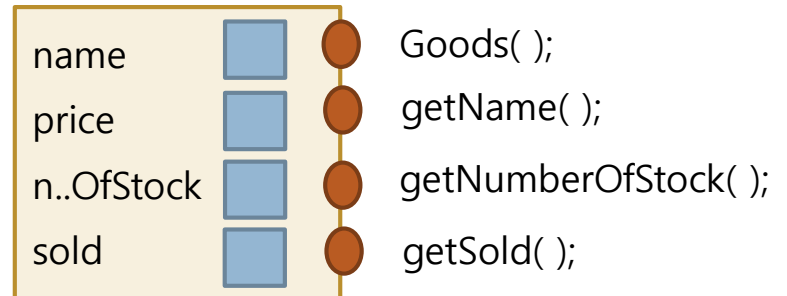 name
Goods( );
price
getName( );
n..OfStock
getNumberOfStock( );
sold
getSold( );